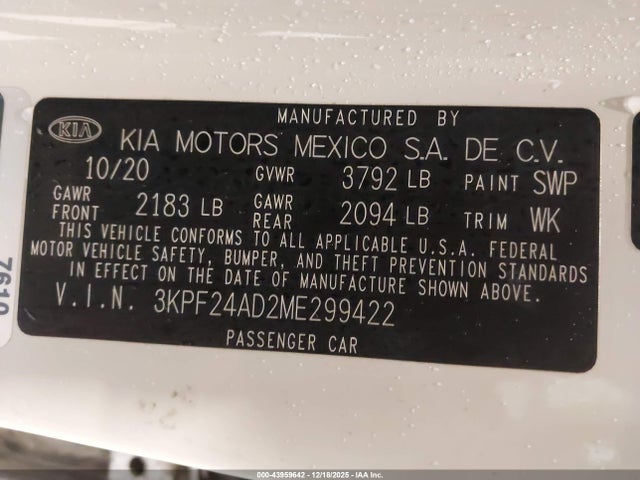 MANUFACTURED BY
KIA KIA MOTORS MEXICO S.A. DE C.V.
10/20 GVWR 3792 LB PAINT SWP
GAWR FRONT 2183 LB GAWR REAR 2094 LB TRIM WK
THIS VEHICLE CONFORMS TO ALL APPLICABLE U.S.A. FEDERAL
MOTOR VEHICLE SAFETY, BUMPER, AND THEFT PREVENTION STANDARDS
IN EFFECT ON THE DATE OF MANUFACTURE SHOWN ABOVE.
V.I.N. 3KPF24AD2ME299422
PASSENGER CAR
7619
000-43959642 - 12/18/2025 - IAA Inc.